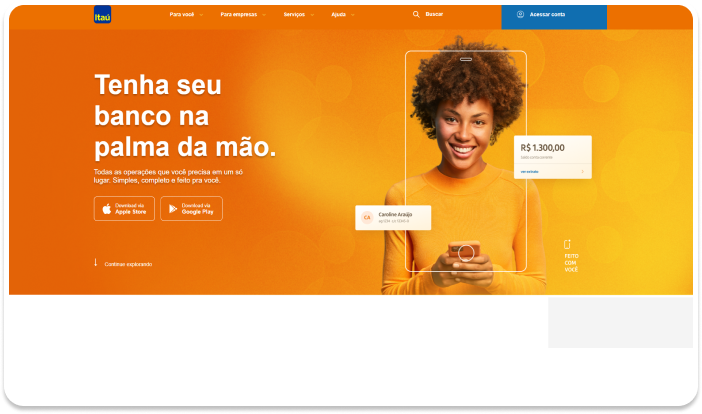 Itaú
Para você
Para empresas
Serviços
Ajuda
Buscar
Acessar conta
Tenha seu
banco na
palma da mão.
Todas as operações que você precisa em um só
lugar. Simples, completo e feito pra você.
Download via
Apple Store
Download via
Google Play
R$ 1.300,00
ver extrato
CA
Caroline Araújo
Continue explorando
FEITO
COM
VOCÊ